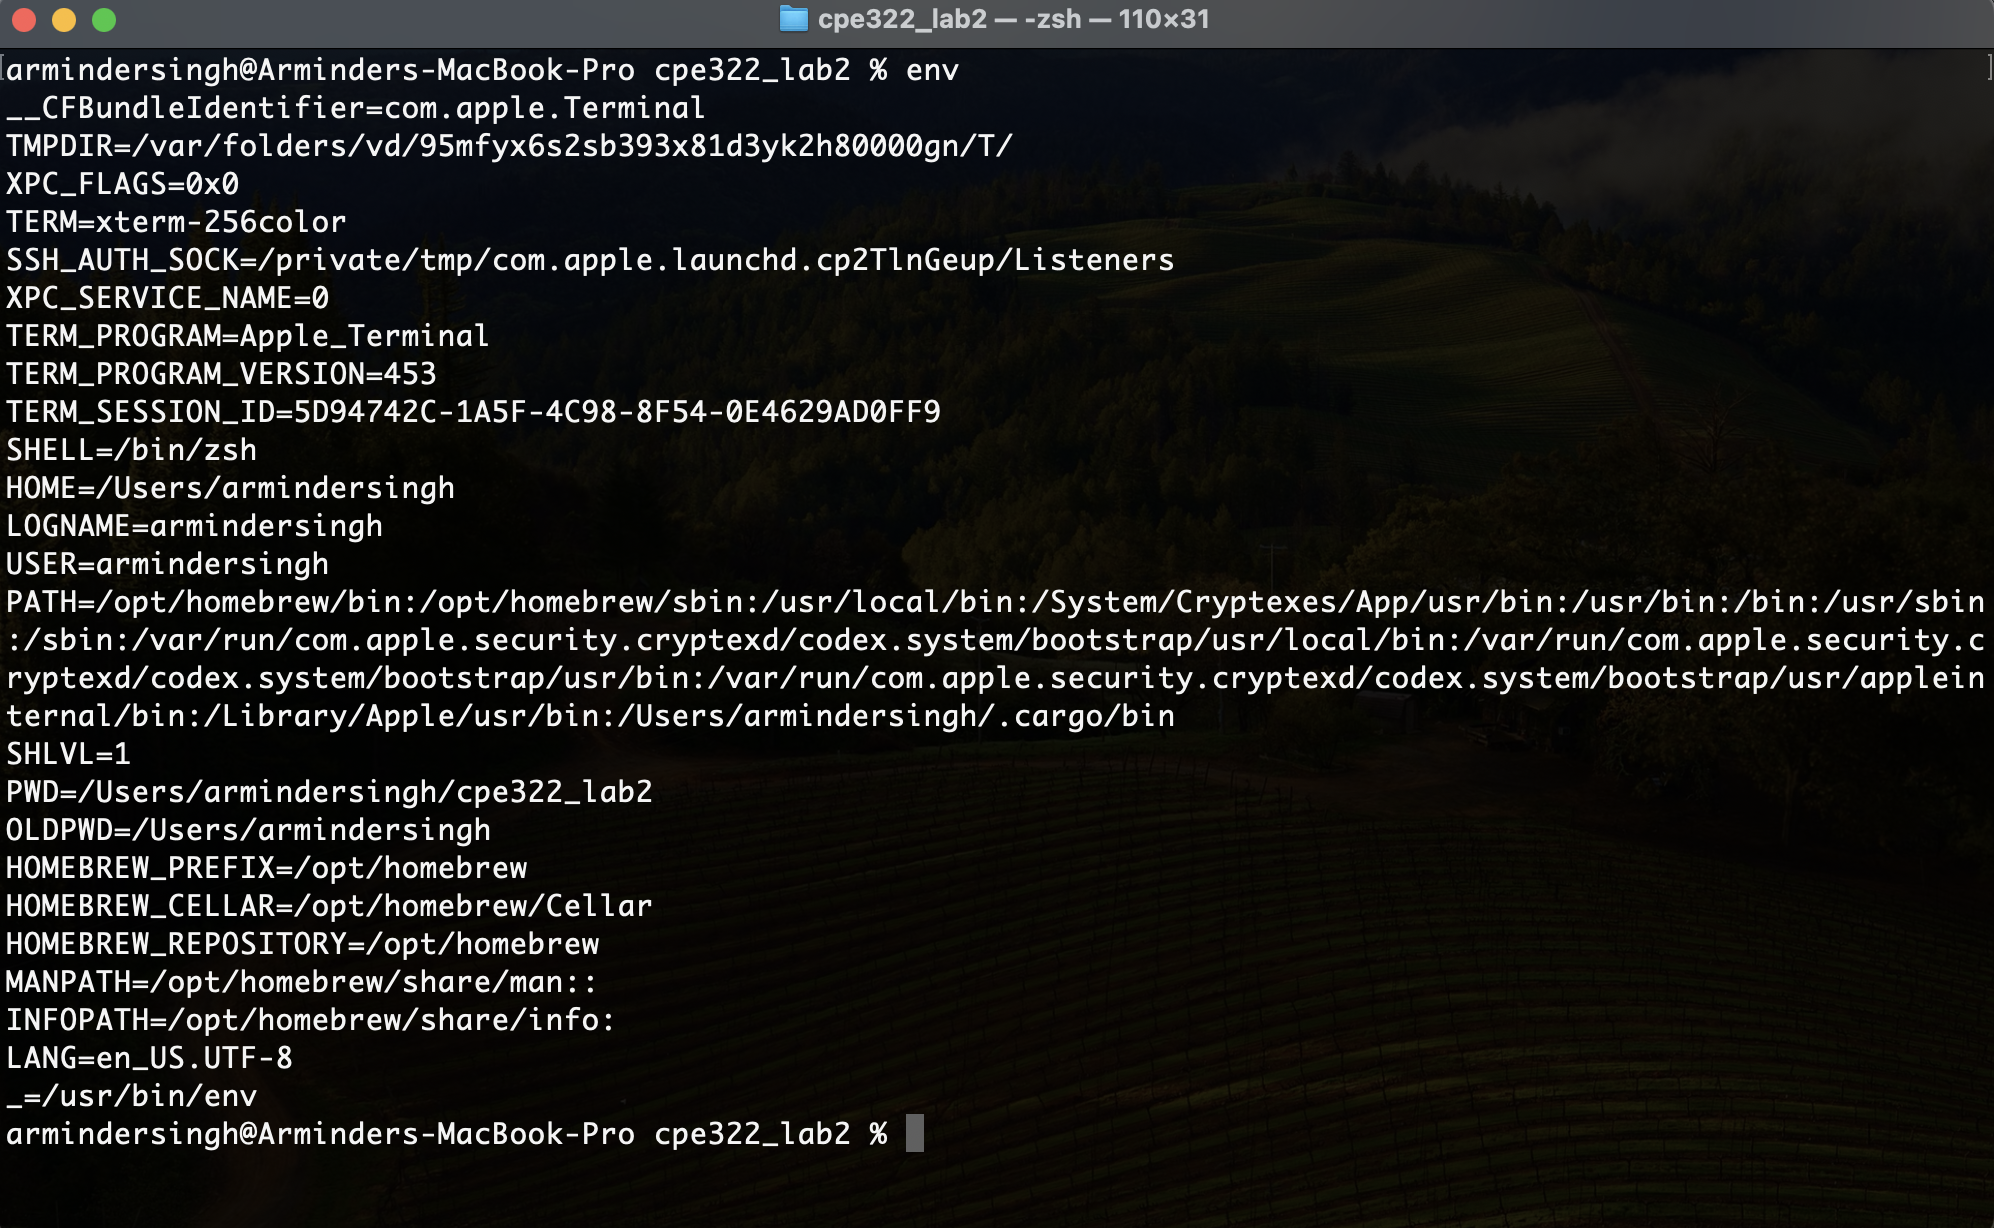 cpe322_lab2 — -zsh — 110×31
armindersingh@Arminders-MacBook-Pro cpe322_lab2 % env
__CFBundleIdentifier=com.apple.Terminal
TMPDIR=/var/folders/vd/95mfyx6s2sb393x81d3yk2h80000gn/T/
XPC_FLAGS=0x0
TERM=xterm-256color
SSH_AUTH_SOCK=/private/tmp/com.apple.launchd.cp2TlnGeup/Listeners
XPC_SERVICE_NAME=0
TERM_PROGRAM=Apple_Terminal
TERM_PROGRAM_VERSION=453
TERM_SESSION_ID=5D94742C-1A5F-4C98-8F54-0E4629AD0FF9
SHELL=/bin/zsh
HOME=/Users/armindersingh
LOGNAME=armindersingh
USER=armindersingh
PATH=/opt/homebrew/bin:/opt/homebrew/sbin:/usr/local/bin:/System/Cryptexes/App/usr/bin:/usr/bin:/bin:/usr/sbin
:/sbin:/var/run/com.apple.security.cryptexd/codex.system/bootstrap/usr/local/bin:/var/run/com.apple.security.c
ryptexd/codex.system/bootstrap/usr/bin:/var/run/com.apple.security.cryptexd/codex.system/bootstrap/usr/applein
ternal/bin:/Library/Apple/usr/bin:/Users/armindersingh/.cargo/bin
SHLVL=1
PWD=/Users/armindersingh/cpe322_lab2
OLDPWD=/Users/armindersingh
HOMEBREW_PREFIX=/opt/homebrew
HOMEBREW_CELLAR=/opt/homebrew/Cellar
HOMEBREW_REPOSITORY=/opt/homebrew
MANPATH=/opt/homebrew/share/man::
INFOPATH=/opt/homebrew/share/info:
LANG=en_US.UTF-8
_=/usr/bin/env
armindersingh@Arminders-MacBook-Pro cpe322_lab2 %